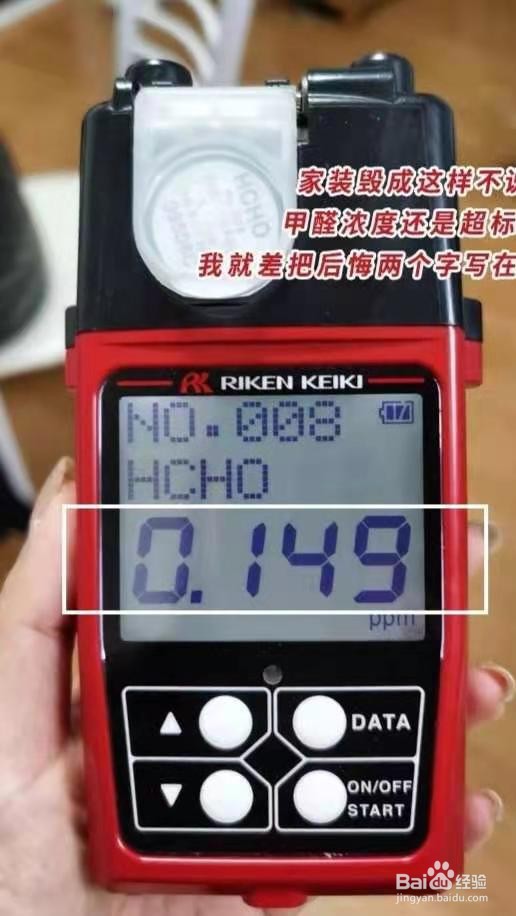 HCHO
家装毁成这样不说
甲醛浓度还是超标
我就差把后悔两个字写在
RIKEN KEIKI
NO.008
HCHO
0.149
ppm
▲
DATA
▼
ON/OFF
START
Baidu 经验
jingyan.baidu.com